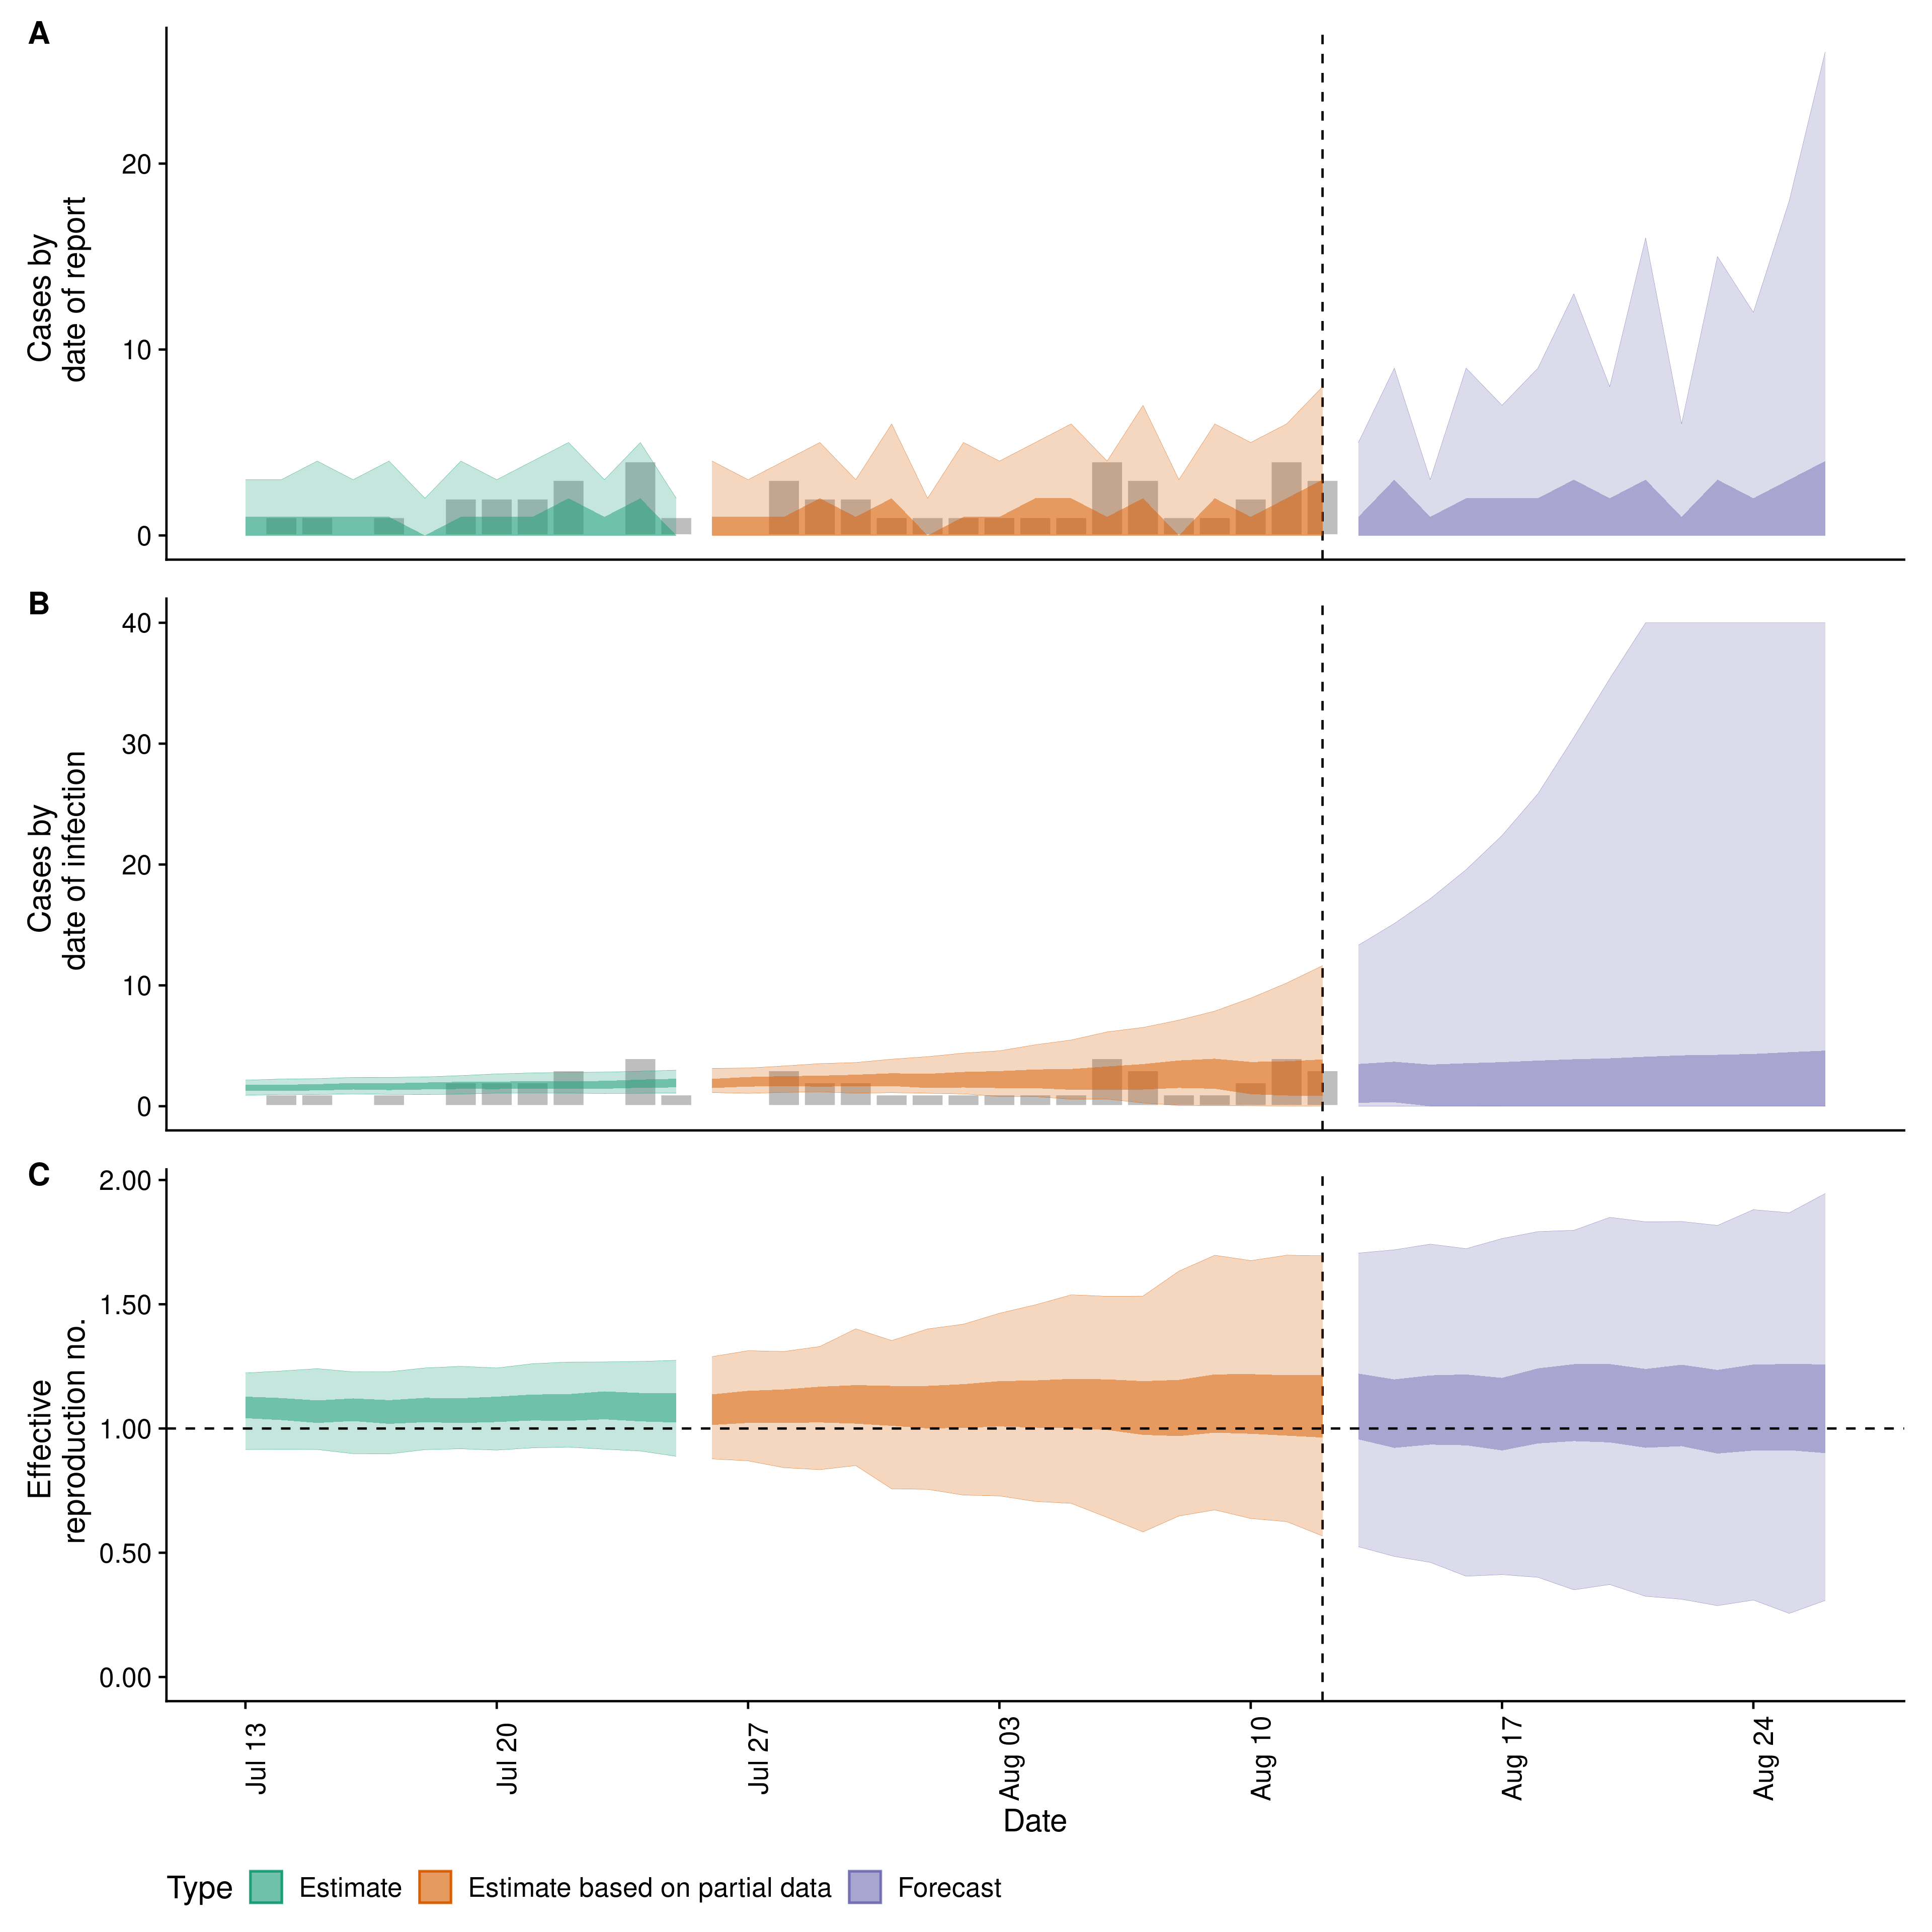 A
Cases by
date of report
20
10
0
B
Cases by
date of infection
40
30
20
10
0
C
Effective
reproduction no.
2.00
1.50
1.00
0.50
0.00
Jul 13
Jul 20
Jul 27
Aug 03
Aug 10
Aug 17
Aug 24
Date
Type Estimate Estimate based on partial data Forecast